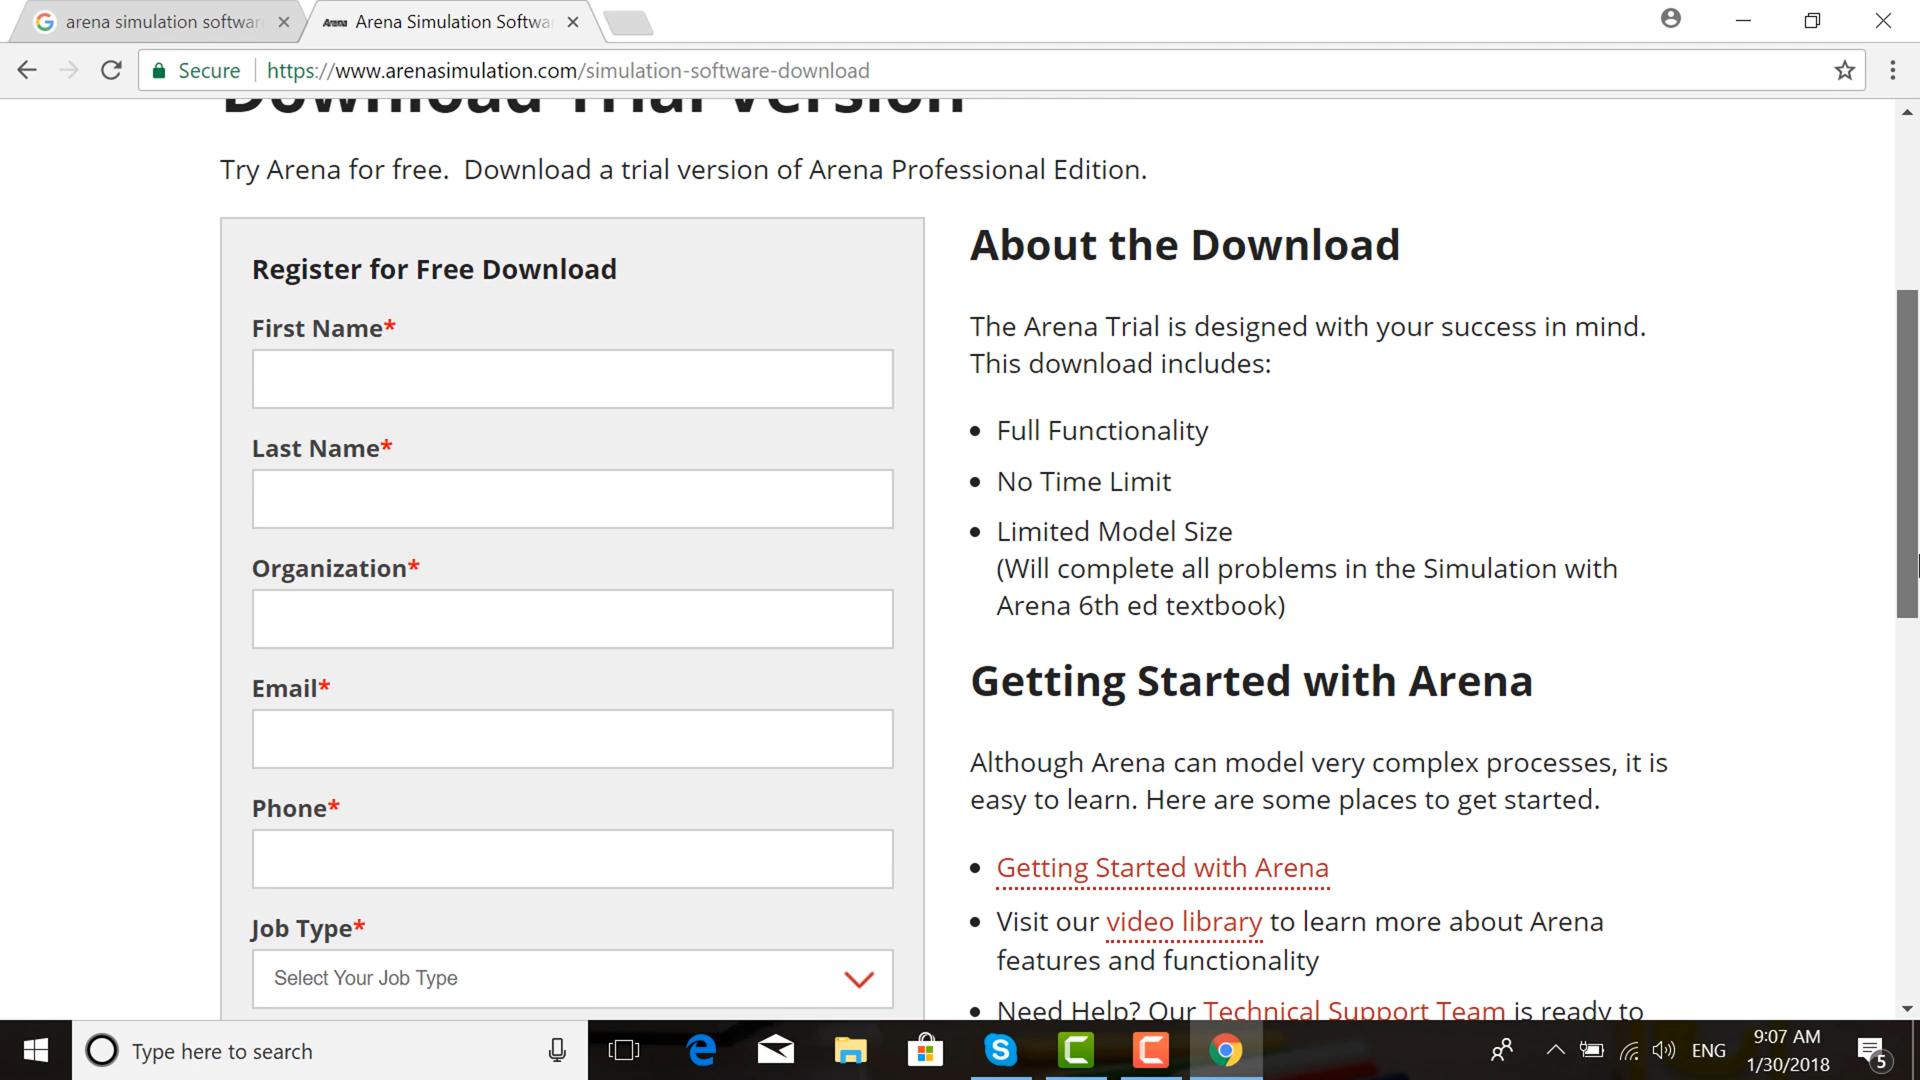 arena simulation softwar
Arena Arena Simulation Softwa
Secure https://www.arenasimulation.com/simulation-software-download
Download Trial Version
Try Arena for free. Download a trial version of Arena Professional Edition.
Register for Free Download
First Name*
Last Name*
Organization*
Email*
Phone*
Job Type*
Select Your Job Type
About the Download
The Arena Trial is designed with your success in mind.
This download includes:
Full Functionality
No Time Limit
Limited Model Size
(Will complete all problems in the Simulation with
Arena 6th ed textbook)
Getting Started with Arena
Although Arena can model very complex processes, it is
easy to learn. Here are some places to get started.
Getting Started with Arena
Visit our video library to learn more about Arena
features and functionality
Need Help? Our Technical Support Team is ready to
Type here to search
ENG
9:07 AM
1/30/2018
5